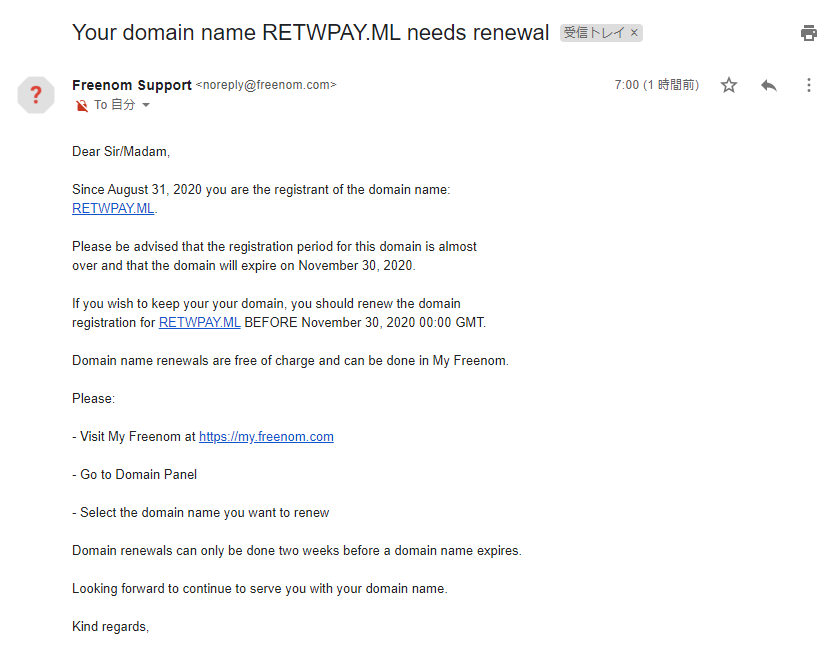 Your domain name RETWPAY.ML needs renewal 受信トレイ ×
? Freenom Support <noreply@freenom.com> 7:00 (1 時間前)
To 自分
Dear Sir/Madam,
Since August 31, 2020 you are the registrant of the domain name:
RETWPAY.ML.
Please be advised that the registration period for this domain is almost
over and that the domain will expire on November 30, 2020.
If you wish to keep your your domain, you should renew the domain
registration for RETWPAY.ML BEFORE November 30, 2020 00:00 GMT.
Domain name renewals are free of charge and can be done in My Freenom.
Please:
- Visit My Freenom at https://my.freenom.com
- Go to Domain Panel
- Select the domain name you want to renew
Domain renewals can only be done two weeks before a domain name expires.
Looking forward to continue to serve you with your domain name.
Kind regards,